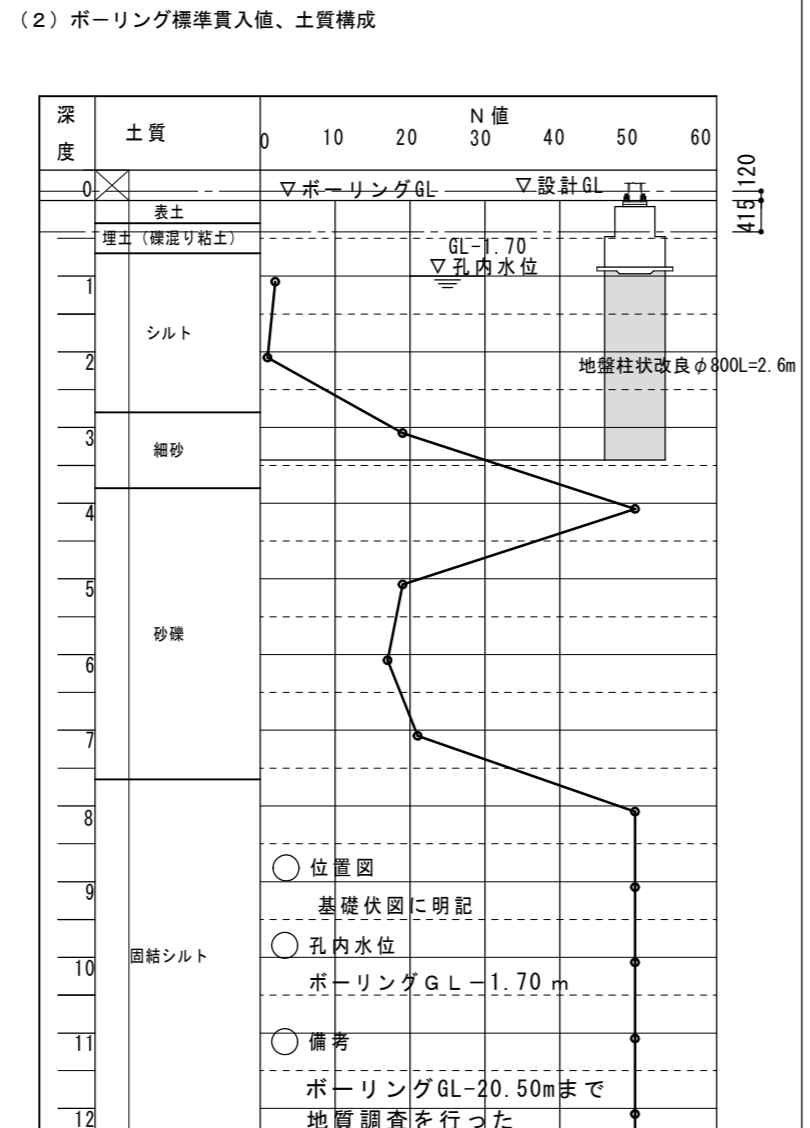 (2)ボーリング標準貫入値、土質構成
深度
土質
N値
0 10 20 30 40 50 60
0
▽ボーリングGL
▽設計GL
120
415
表土
埋土(礫混り粘土)
GL-1.70
▽孔内水位
1
シルト
2
地盤柱状改良φ800L=2.6m
3
細砂
4
5
砂礫
6
7
8
○位置図
9
基礎伏図に明記
○孔内水位
固結シルト
10
ボーリングGL-1.70m
11
○備考
ボーリングGL-20.50mまで
12
地質調査を行った